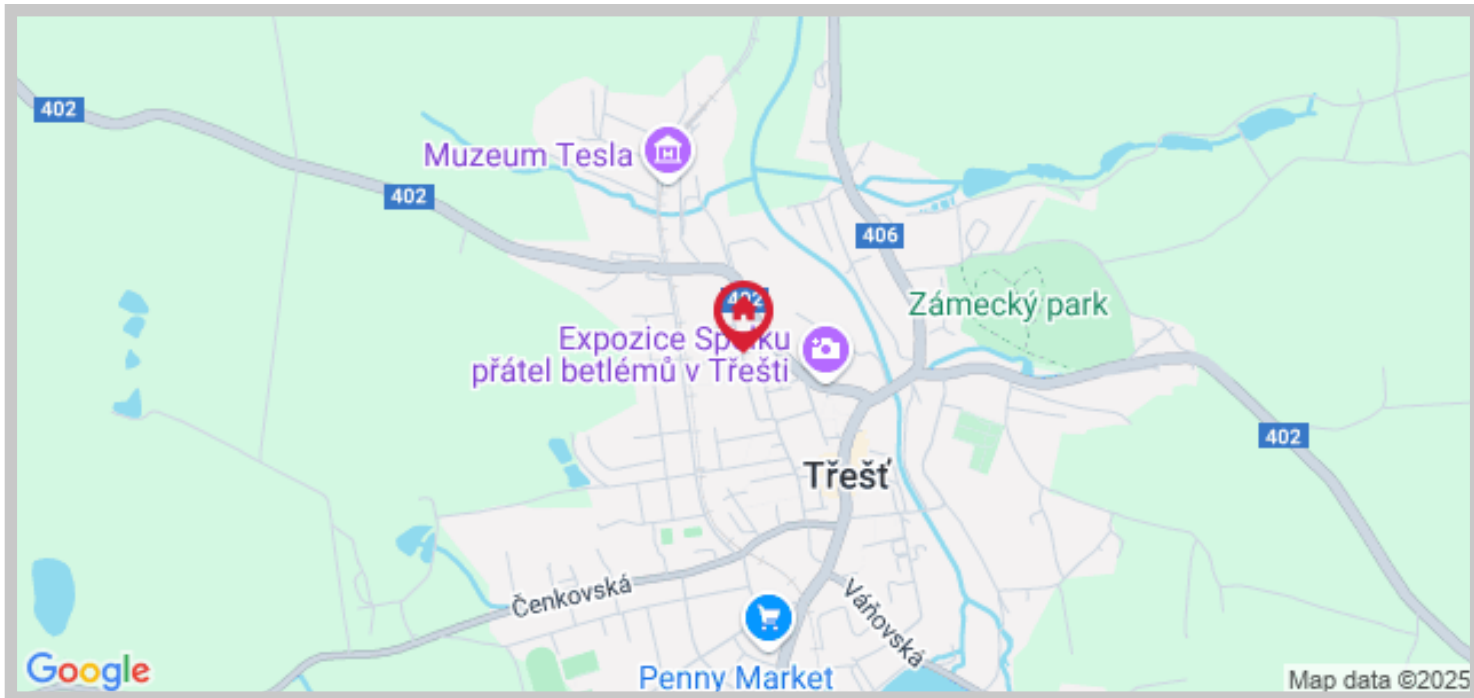 402
Muzeum Tesla
402
406
Zámecký park
Expozice
přátel betlémů v Třešti
402
Třešť
Čenkovská
Váňovská
Penny Market
Google
Map data ©2025